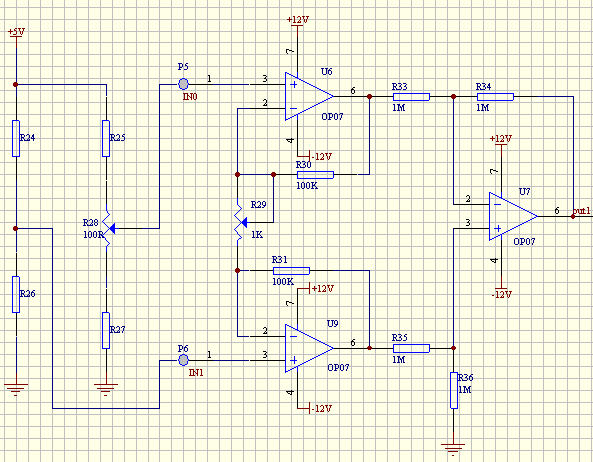 +12V
+5V
P5
7
U6
1
3
6
R33
R34
IN0
2
OP07
1M
1M
R24
R25
4
-12V
+12V
R30
7
100K
U7
R28
R29
2
100R
1K
6
out1
3
R31
OP07
100K
4
+12V
R26
7
-12V
R27
U9
2
6
R35
P6
1
3
1M
IN1
OP07
R36
4
1M
-12V